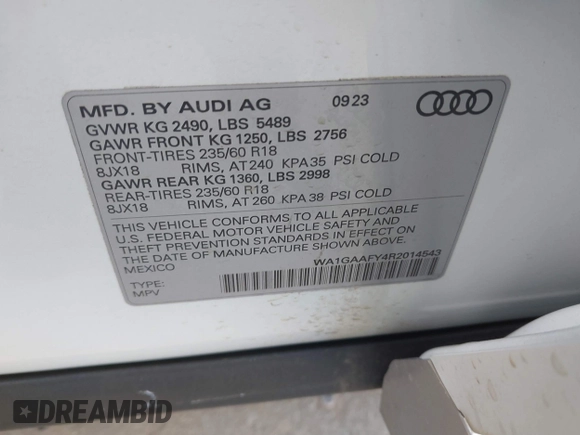 MFD. BY AUDI AG 09 23
GVWR KG 2490, LBS 5489
GAWR FRONT KG 1250, LBS 2756
FRONT-TIRES 235/60 R18
8JX18 RIMS, AT 240 KPA 35 PSI COLD
GAWR REAR KG 1360, LBS 2998
REAR-TIRES 235/60 R18
8JX18 RIMS, AT 260 KPA 38 PSI COLD
THIS VEHICLE CONFORMS TO ALL APPLICABLE
U.S. FEDERAL MOTOR VEHICLE SAFETY AND
THEFT PREVENTION STANDARDS IN EFFECT ON
THE DATE OF MANUFACTURE SHOWN ABOVE.
MEXICO
WA1GAAFY4R2014543
TYPE:
MPV
DREAMBID